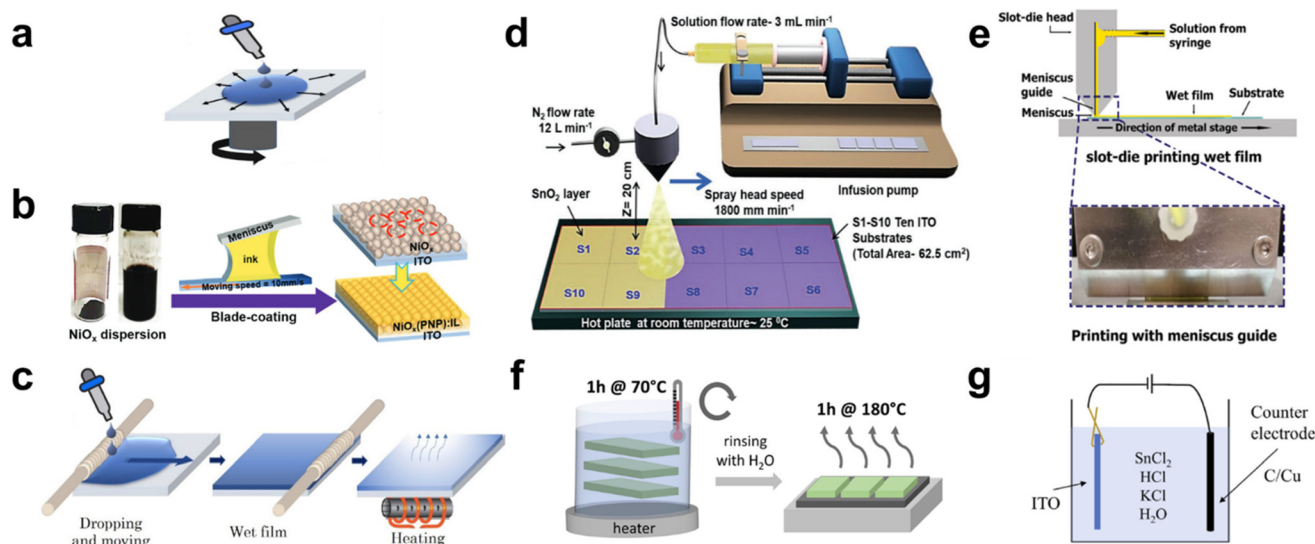 a
b
Meniscus
ink
Moving speed = 10mm/s
NiOₓ
ITO
Blade-coating
NiOₓ dispersion
NiOₓ(PNP):IL
ITO
c
Dropping
and moving
Wet film
Heating
d
Solution flow rate- 3 mL min⁻¹
N₂ flow rate
12 L min⁻¹
Z= 20 cm
Infusion pump
SnO₂ layer
Spray head speed
1800 mm min⁻¹
S1-S10 Ten ITO
Substrates
(Total Area- 62.5 cm²)
S1 S2 S3 S4 S5
S10 S9 S8 S7 S6
Hot plate at room temperature~ 25 ⁰C
e
Slot-die head
Solution from
syringe
Meniscus
guide
Meniscus
Wet film
Substrate
Direction of metal stage
slot-die printing wet film
Printing with meniscus guide
f
1h @ 70°C
1h @ 180°C
rinsing
with H₂O
heater
g
Counter
electrode
C/Cu
SnCl₂
HCl
KCl
H₂O
ITO